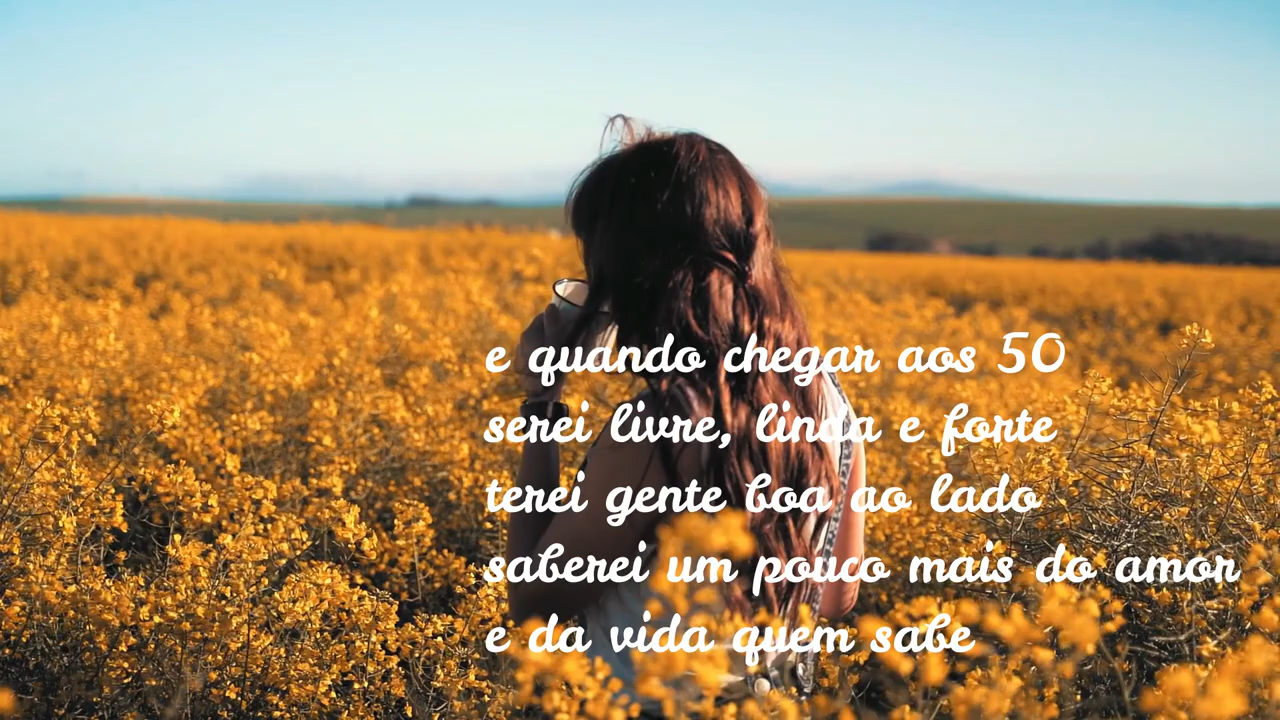 e quando chegar aos 50
serei livre, linda e forte
terei gente boa ao lado
saberei um pouco mais do amor
e da vida quem sabe